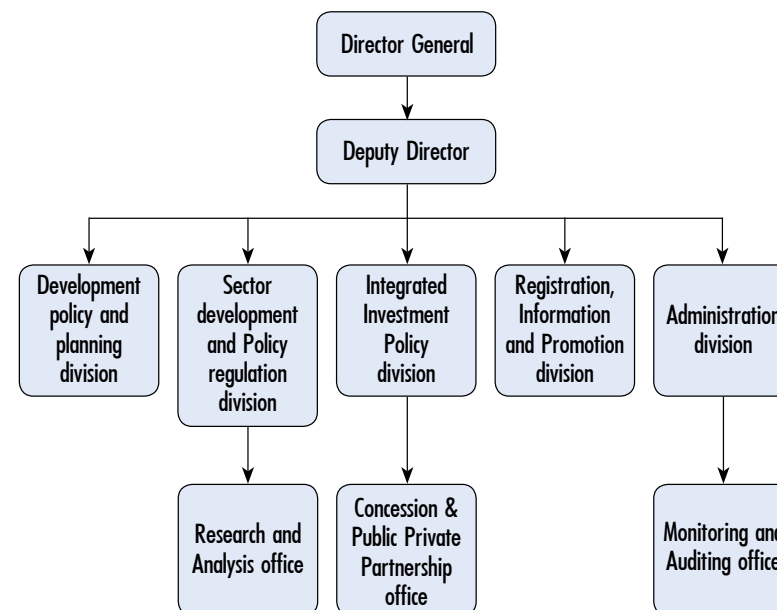 Director General
Deputy Director
Development
policy and
planning
division
Sector
development
and Policy
regulation
division
Integrated
Investment
Policy
division
Registration,
Information
and Promotion
division
Administration
division
Research and
Analysis office
Concession &
Public Private
Partnership
office
Monitoring and
Auditing office